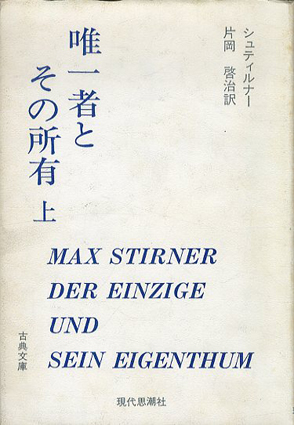 シュティルナー
片岡 啓治訳
唯一者と
その所有 上
MAX STIRNER
DER EINZIGE
UND
SEIN EIGENTHUM
古典文庫
現代思潮社